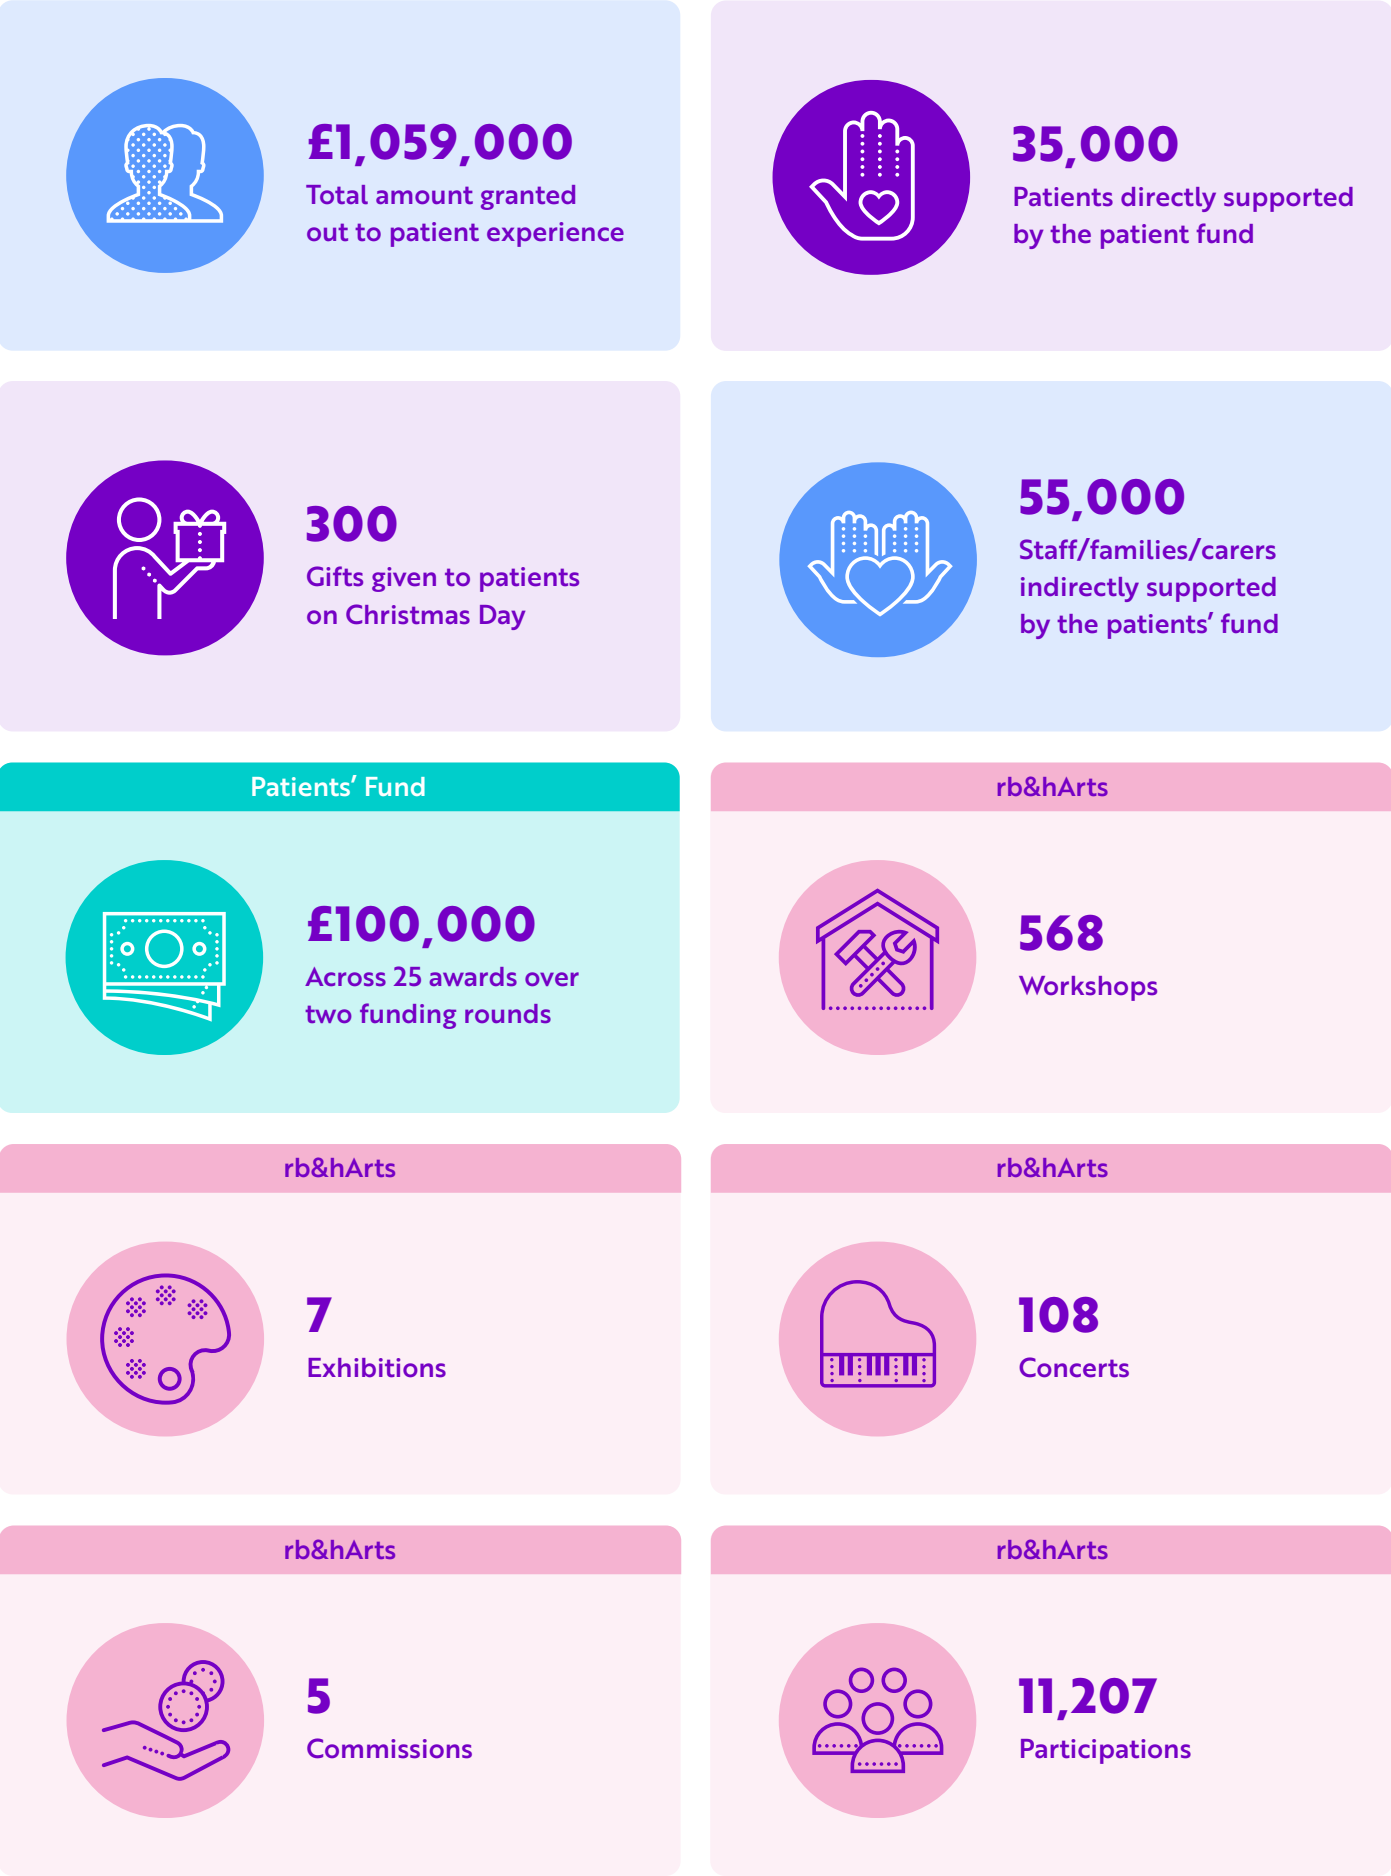 £1,059,000
Total amount granted
out to patient experience
35,000
Patients directly supported
by the patient fund
300
Gifts given to patients
on Christmas Day
55,000
Staff/families/carers
indirectly supported
by the patients’ fund
Patients’ Fund
£100,000
Across 25 awards over
two funding rounds
rb&hArts
568
Workshops
rb&hArts
7
Exhibitions
rb&hArts
108
Concerts
rb&hArts
5
Commissions
rb&hArts
11,207
Participations